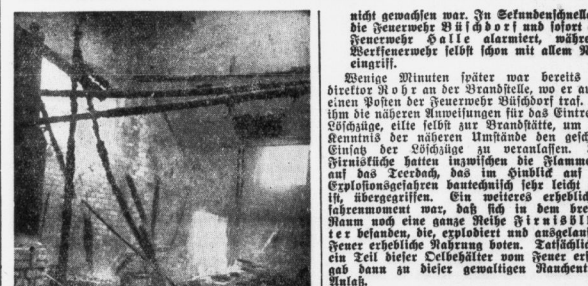 nicht gewachsen war. In Sekundenschnelle
die Feuerwehr Büschdorf und sofort
Feuerwehr Halle alarmiert, währe
Werkfeuerwehr selbst schon mit allem N
eingriff.
Wenige Minuten später war bereits
direktor Rohr an der Brandstelle, wo er au
einen Posten der Feuerwehr Büschdorf traf.
ihm die näheren Anweisungen für das Eintre
Löschzüge, eilte selbst zur Brandstätte, um
Kenntnis der näheren Umstände den gesch
Einsatz der Löschzüge zu veranlassen.
Firnisküche hatten inzwischen die Flamme
auf das Teerdach, das im Hinblick auf
Explosionsgefahren bautechnisch sehr leicht
ist, übergegriffen. Ein weiteres erheblich
fahrenmoment war, daß sich in dem bre
Raum noch eine ganze Reihe Firnisbl
ter befanden, die, explodiert und ausgelau
Feuer erhebliche Nahrung boten. Tatsächli
ein Teil dieser Oelbehälter vom Feuer er
gab dann zu dieser gewaltigen Rauchent
Anlaß.